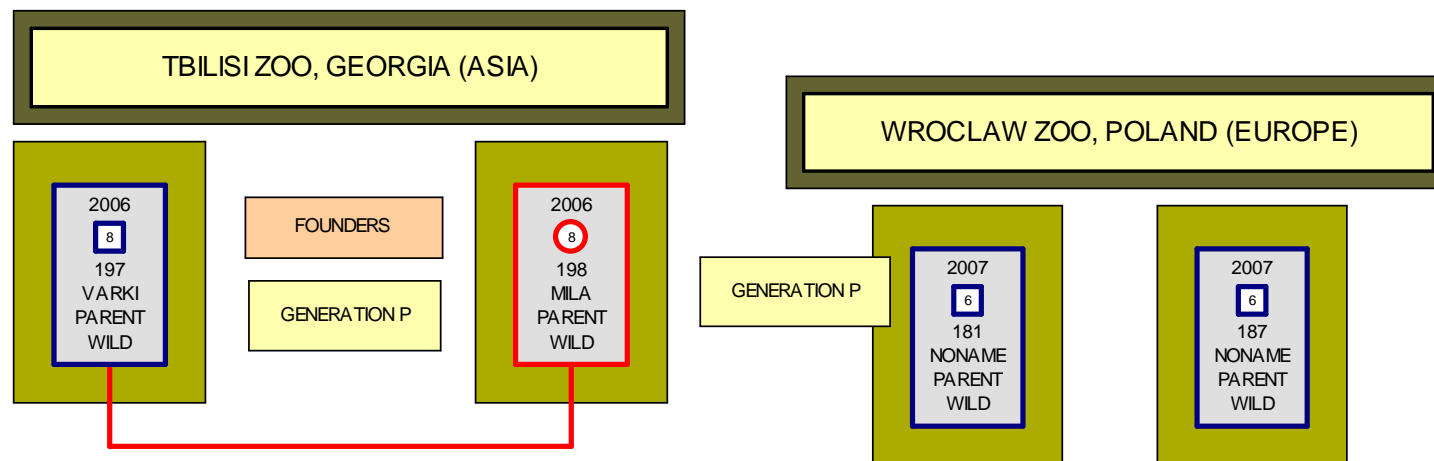 TBILISI ZOO, GEORGIA (ASIA)
2006
8
197
VARKI
PARENT
WILD
FOUNDERS
GENERATION P
2006
8
198
MILA
PARENT
WILD
WROCLAW ZOO, POLAND (EUROPE)
GENERATION P
2007
6
181
NONAME
PARENT
WILD
2007
6
187
NONAME
PARENT
WILD